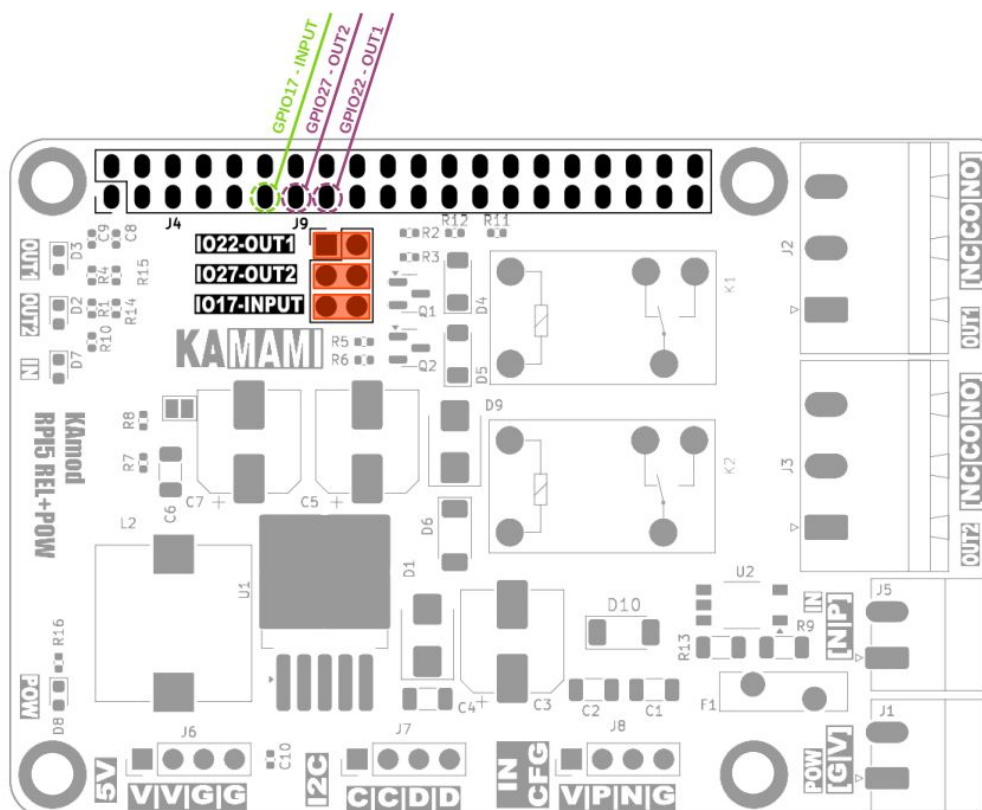 GPIO17 - INPUT
GPIO27 - OUT2
GPIO22 - OUT1
J4
J9
IO22-OUT1
IO27-OUT2
IO17-INPUT
KAMAMI
OUT1
OUT2
IN
D3
D2
D7
C9
C8
R4
R15
R1
R14
R10
R2
R12
R11
R3
Q1
D4
R5
R6
Q2
D5
K1
J2
[NC|CO|NO]
OUT1
KAmod
RPI5 REL+POW
R8
R7
C6
C7
+
C5
+
D9
K2
J3
[NC|CO|NO]
OUT2
L2
U1
D6
D1
U2
IN
[N|P]
J5
D10
R13
R9
R16
POW
D8
C4
+
C3
C2
C1
F1
POW
[G|V]
J1
5V
J6
V|V|G|G
C10
I2C
J7
C|C|D|D
IN
CFG
J8
V|P|N|G